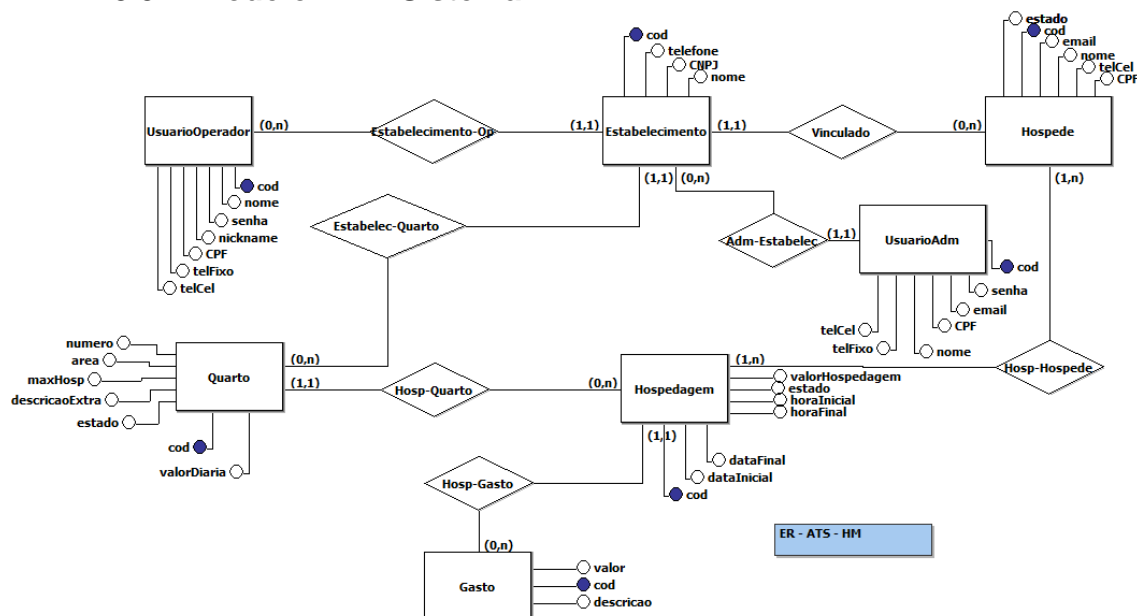 estado
cod
email
nome
telCel
CPF
cod
telefone
CNPJ
nome
UsuarioOperador
(0,n)
Estabelecimento-Op
(1,1)
Estabelecimento
(1,1)
Vinculado
(0,n)
Hospede
(1,1)
(0,n)
(1,n)
cod
nome
senha
nickname
CPF
telFixo
telCel
Estabelec-Quarto
Adm-Estabelec
(1,1)
UsuarioAdm
cod
senha
email
CPF
nome
telCel
telFixo
numero
area
maxHosp
descricaoExtra
estado
Quarto
(0,n)
(1,1)
cod
valorDiaria
Hosp-Quarto
(0,n)
Hospedagem
(1,n)
valorHospedagem
estado
horaInicial
horaFinal
Hosp-Hospede
(1,1)
dataFinal
dataInicial
cod
Hosp-Gasto
(0,n)
Gasto
valor
cod
descricao
ER - ATS - HM